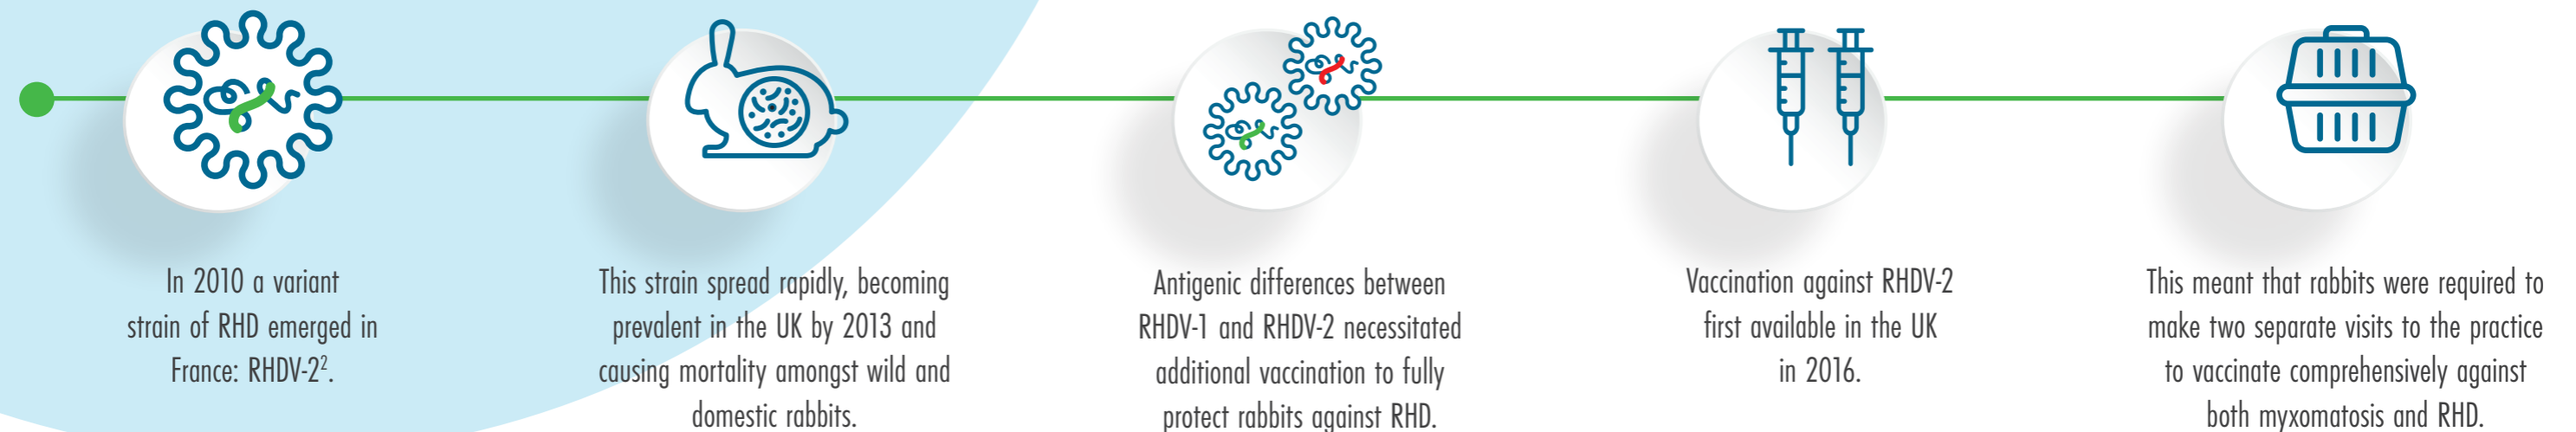 In 2010 a variant
strain of RHD emerged in
France: RHDV-2².
This strain spread rapidly, becoming
prevalent in the UK by 2013 and
causing mortality amongst wild and
domestic rabbits.
Antigenic differences between
RHDV-1 and RHDV-2 necessitated
additional vaccination to fully
protect rabbits against RHD.
Vaccination against RHDV-2
first available in the UK
in 2016.
This meant that rabbits were required to
make two separate visits to the practice
to vaccinate comprehensively against
both myxomatosis and RHD.